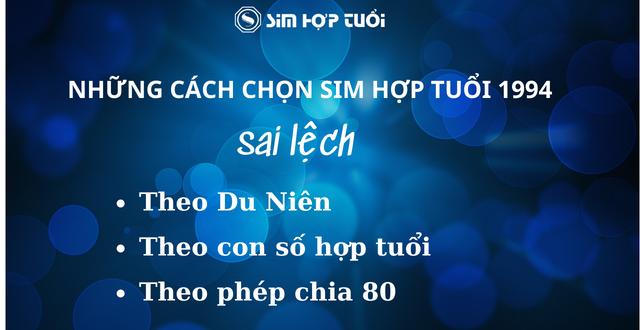 SIM HỢP TUỔI
NHỮNG CÁCH CHỌN SIM HỢP TUỔI 1994
sai lệch
Theo Du Niên
Theo con số hợp tuổi
Theo phép chia 80